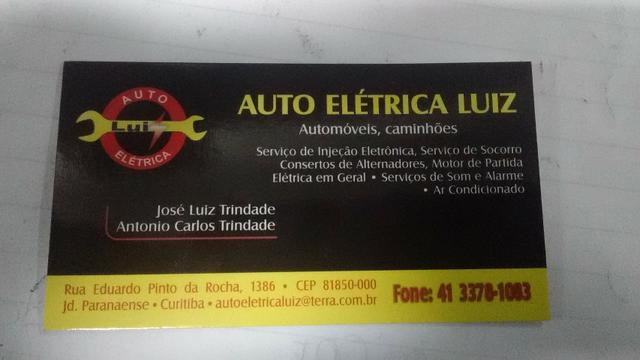 AUTO
Luiz
ELÉTRICA
AUTO ELÉTRICA LUIZ
Automóveis, caminhões
Serviço de Injeção Eletrônica, Serviço de Socorro
Consertos de Alternadores, Motor de Partida
Elétrica em Geral • Serviços de Som e Alarme
• Ar Condicionado
José Luiz Trindade
Antonio Carlos Trindade
Rua Eduardo Pinto da Rocha, 1386 • CEP 81850-000
Jd. Paranaense • Curitiba • autoeletricaluiz@terra.com.br
Fone: 41 3378-1083